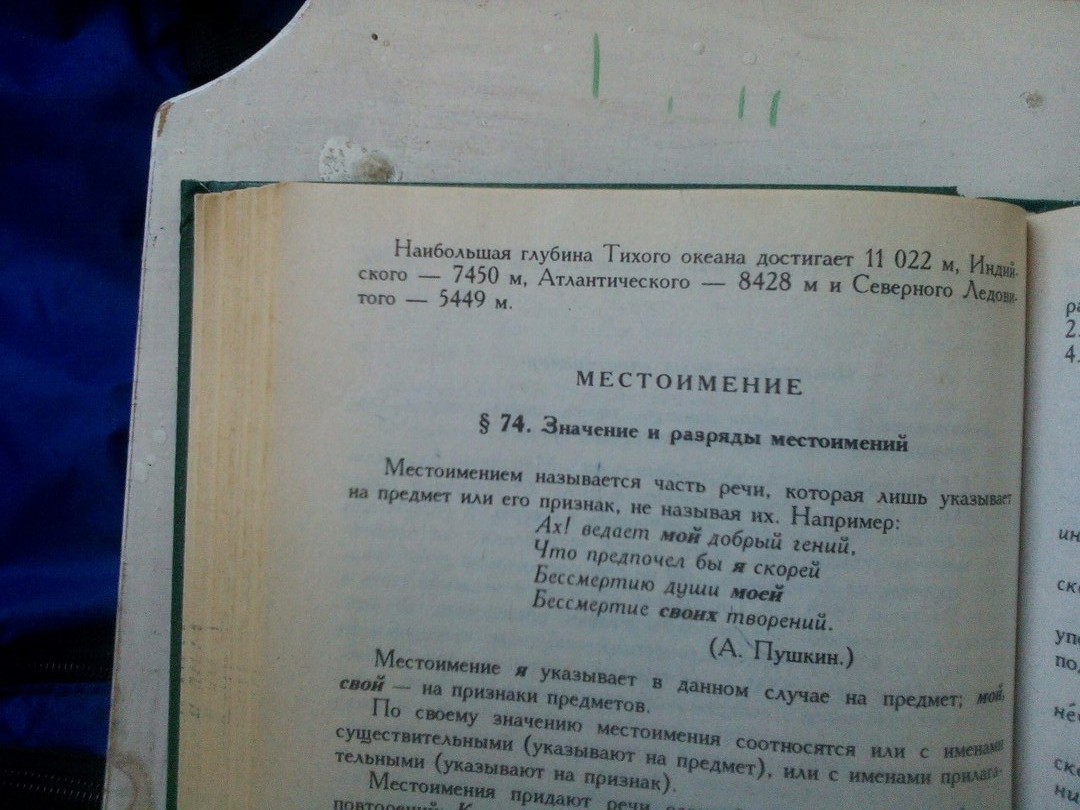 Наибольшая глубина Тихого океана достигает 11 022 м, Индий-
ского — 7450 м, Атлантического — 8428 м и Северного Ледови-
того — 5449 м.
МЕСТОИМЕНИЕ
§ 74. Значение и разряды местоимений
Местоимением называется часть речи, которая лишь указывает
на предмет или его признак, не называя их. Например:
Ах! ведает мой добрый гений,
Что предпочел бы я скорей
Бессмертию души моей
Бессмертие своих творений.
(А. Пушкин.)
Местоимение я указывает в данном случае на предмет; мой,
свой — на признаки предметов.
По своему значению местоимения соотносятся или с именами
существительными (указывают на предмет), или с именами прилага-
тельными (указывают на признак).
Местоимения придают речи
повторений:
2.
4.